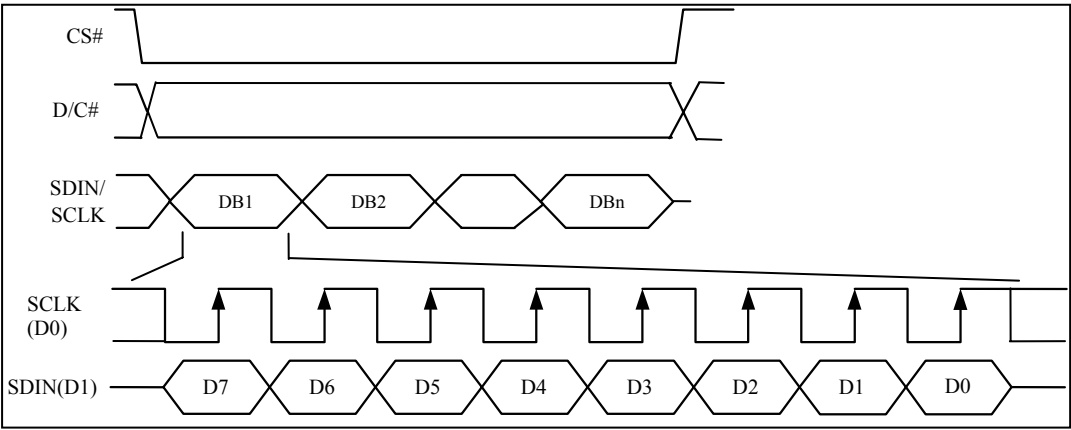 CS#
D/C#
SDIN/
SCLK
DB1 DB2 DBn
SCLK
(D0)
SDIN(D1) D7 D6 D5 D4 D3 D2 D1 D0